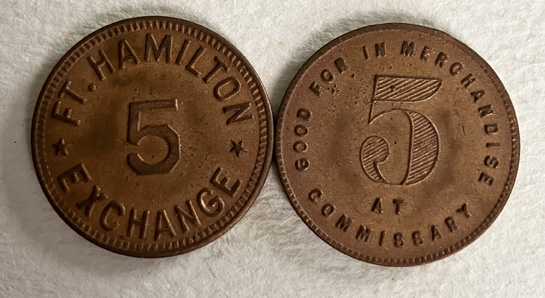 FT. HAMILTON
5
EXCHANGE
GOOD FOR IN MERCHANDISE
5
AT
COMMISSARY